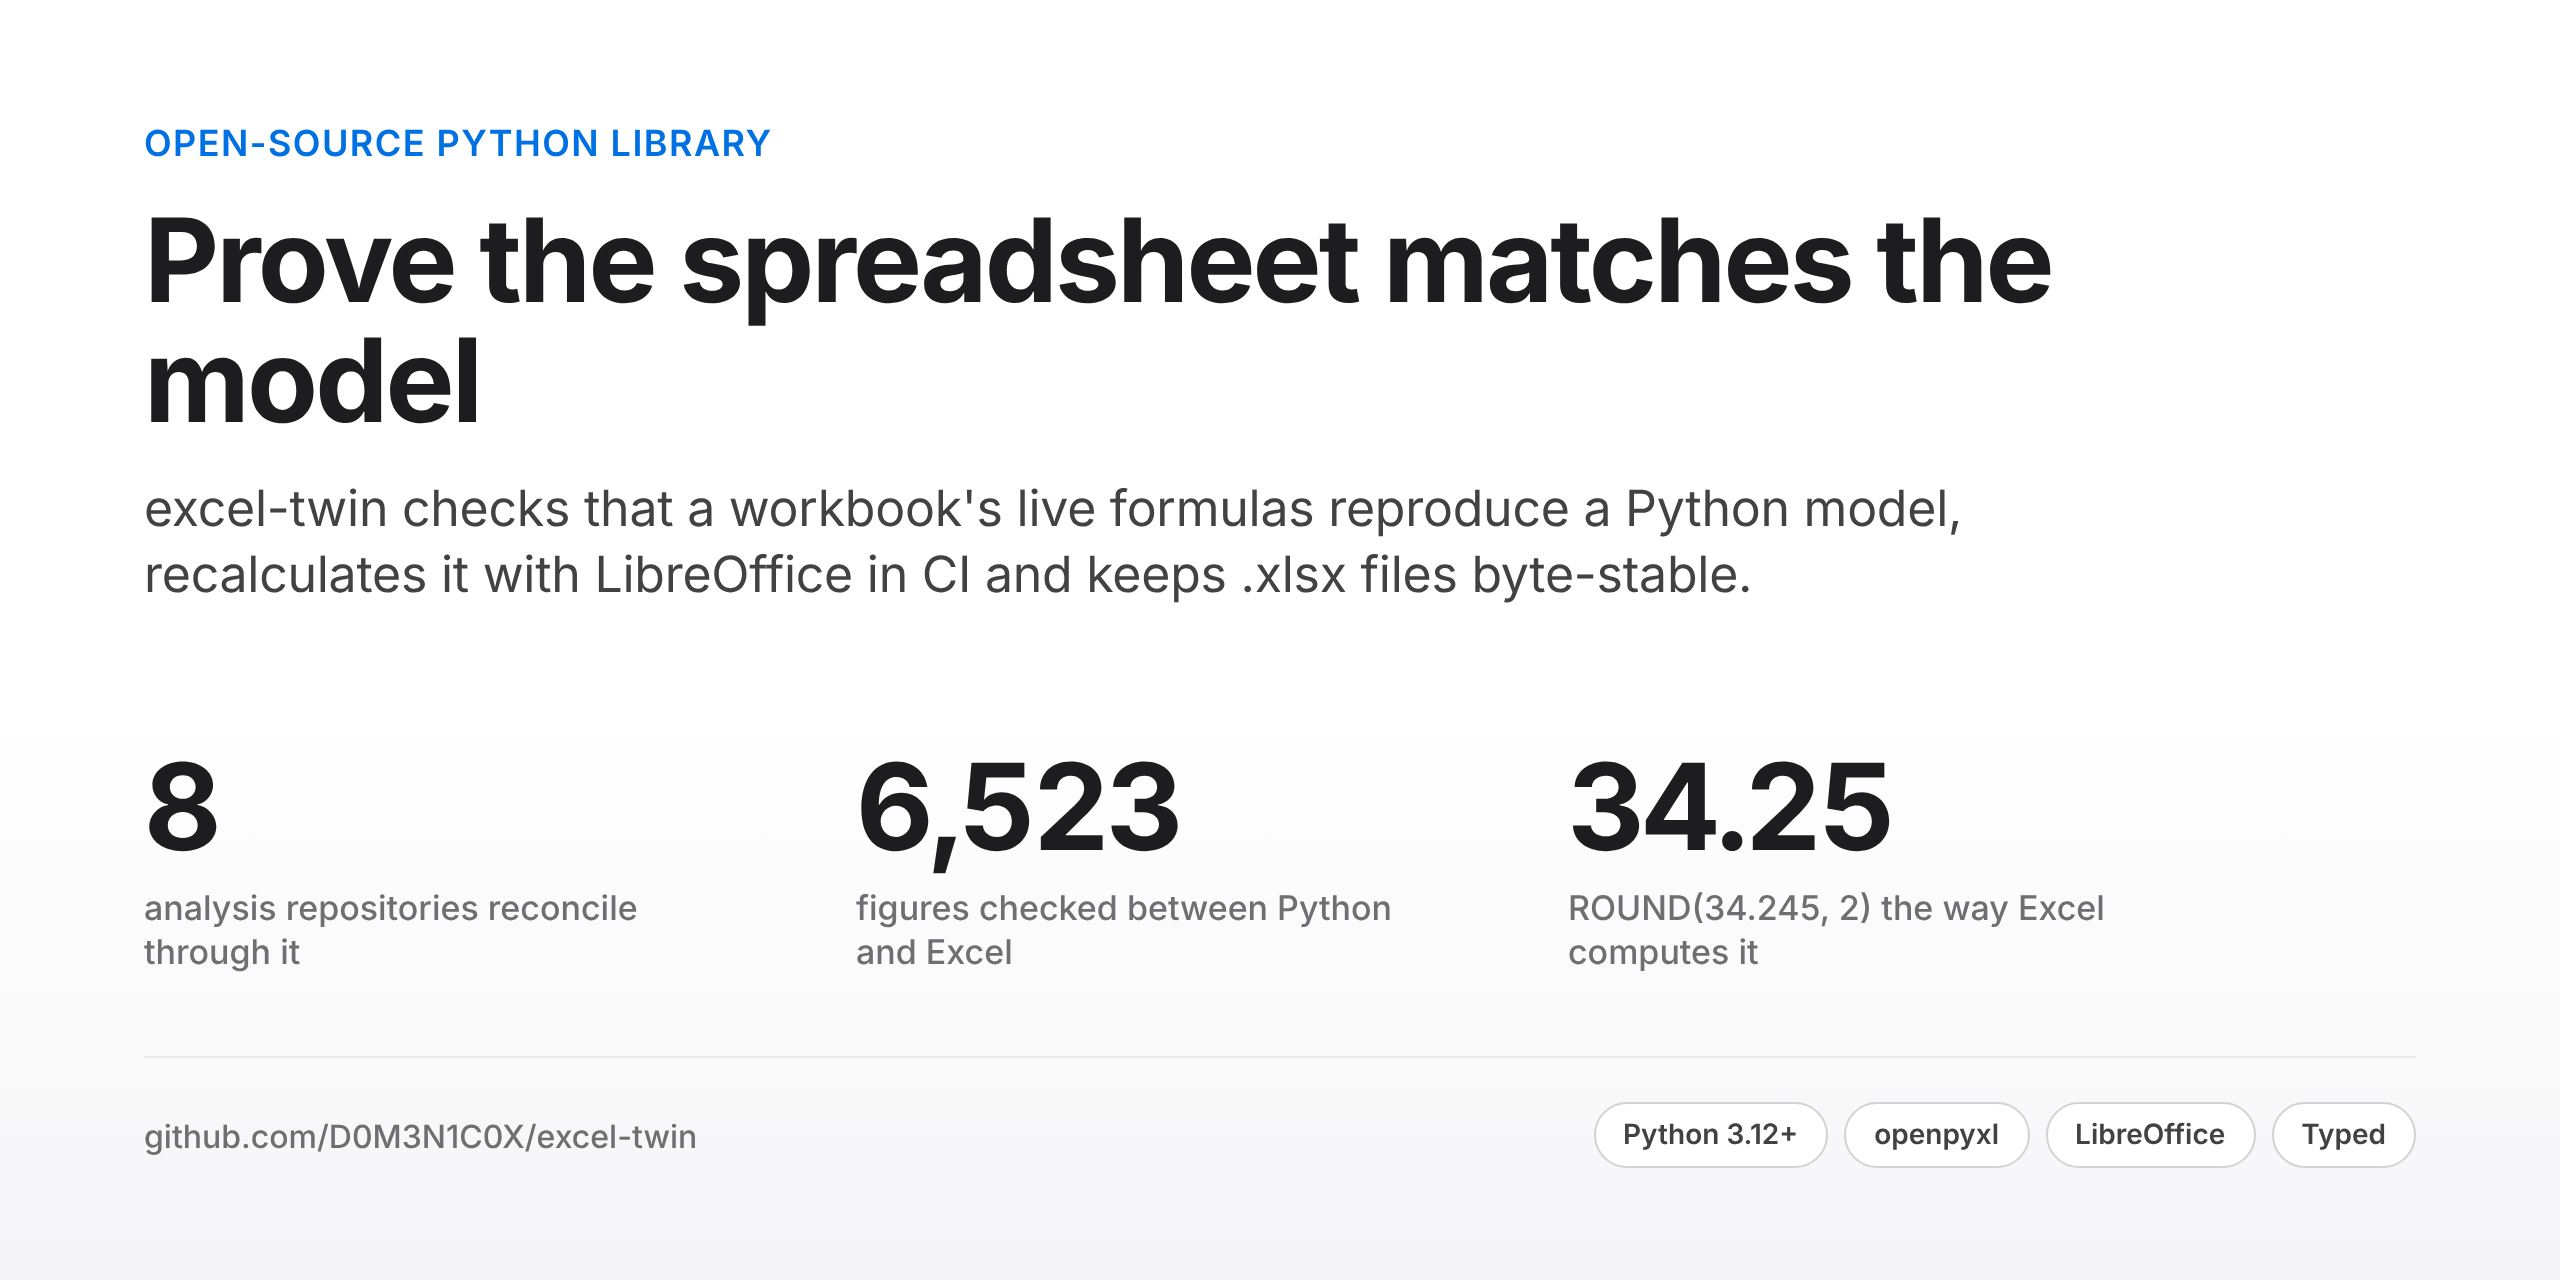 OPEN-SOURCE PYTHON LIBRARY
Prove the spreadsheet matches the
model
excel-twin checks that a workbook's live formulas reproduce a Python model,
recalculates it with LibreOffice in CI and keeps .xlsx files byte-stable.
8
analysis repositories reconcile
through it
6,523
figures checked between Python
and Excel
34.25
ROUND(34.245, 2) the way Excel
computes it
github.com/D0M3N1C0X/excel-twin
Python 3.12+
openpyxl
LibreOffice
Typed